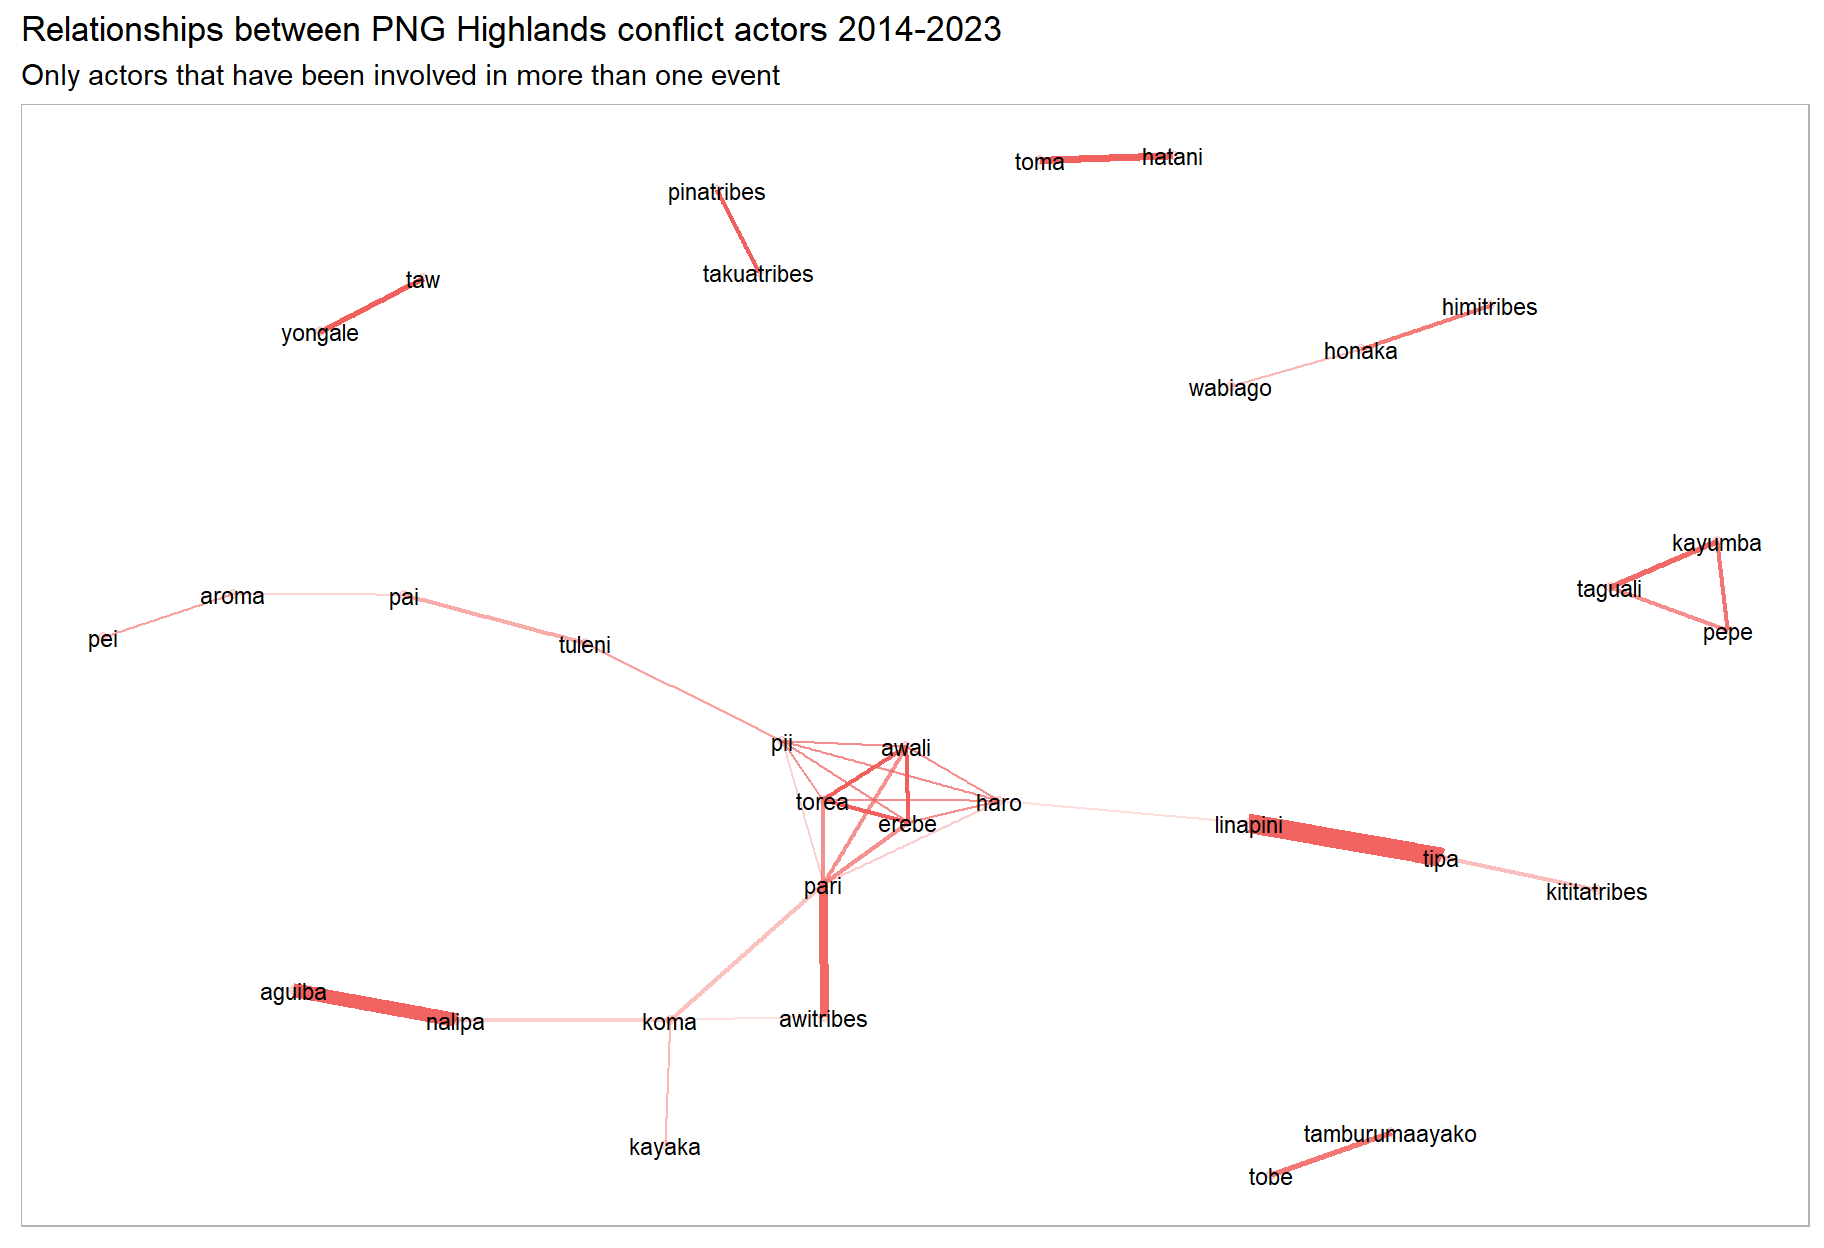 Relationships between PNG Highlands conflict actors 2014-2023
Only actors that have been involved in more than one event
toma
hatani
pinatribes
takuatribes
taw
yongale
himitribes
honaka
wabiago
kayumba
taguali
pepe
aroma
pai
pei
tuleni
pii
awali
torea
haro
erebe
linapini
tipa
pari
kititatribes
aguiba
nalipa
koma
awitribes
kayaka
tamburumaayako
tobe